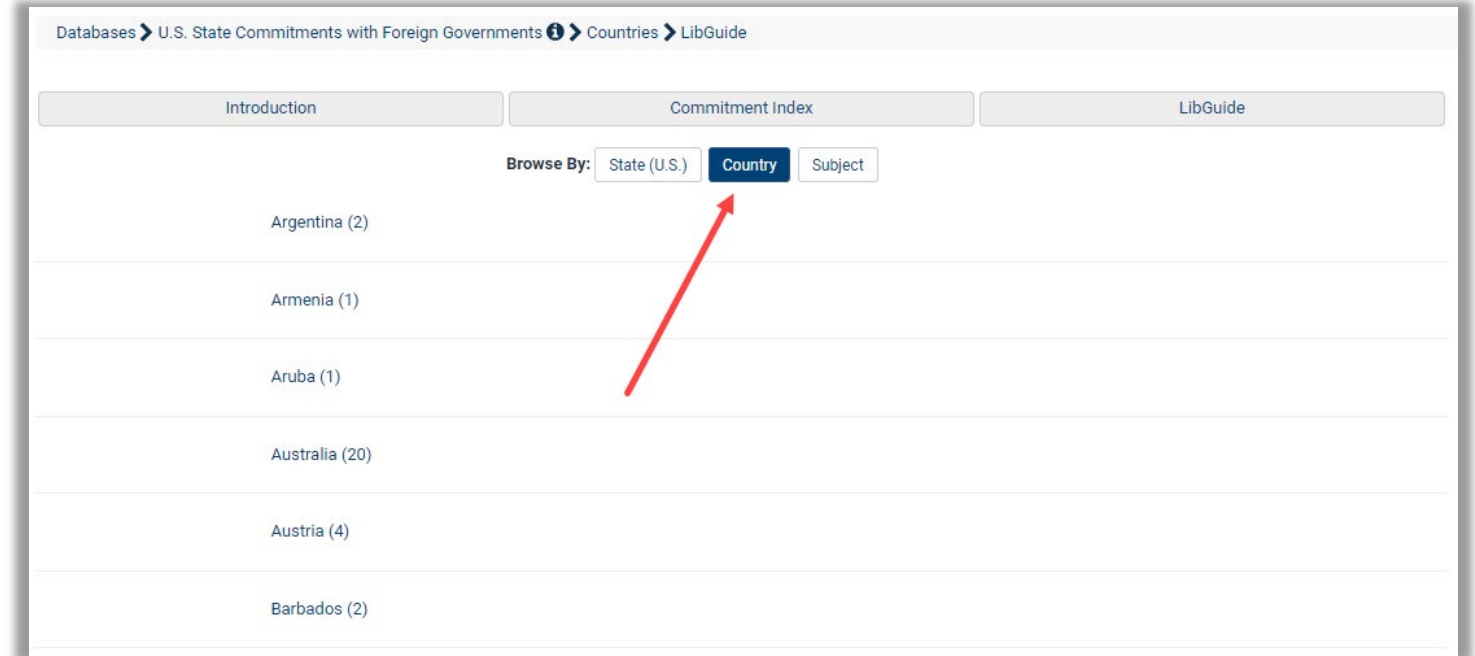 Databases U.S. State Commitments with Foreign Governments Countries LibGuide
Introduction Commitment Index LibGuide
Browse By: State (U.S.) Country Subject
Argentina (2)
Armenia (1)
Aruba (1)
Australia (20)
Austria (4)
Barbados (2)